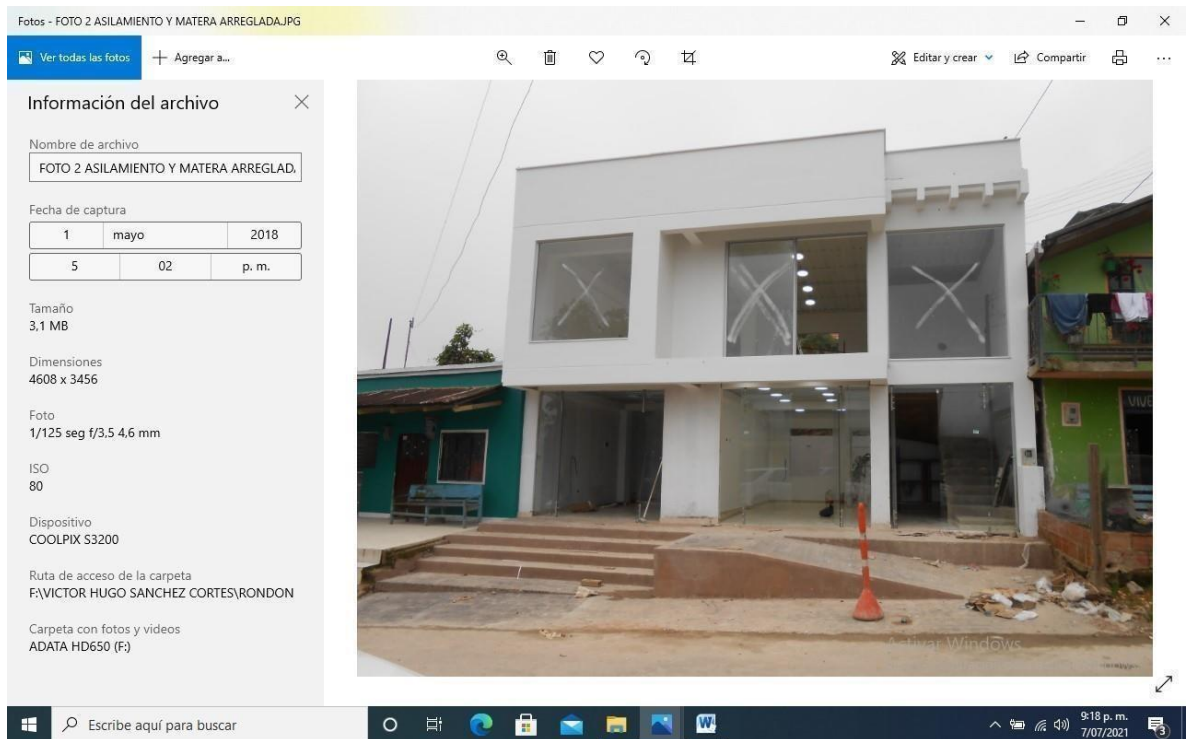 Fotos - FOTO 2 ASILAMIENTO Y MATERA ARREGLADA.JPG
Ver todas las fotos
Agregar a...
Editar y crear
Compartir
Información del archivo
Nombre de archivo
FOTO 2 ASILAMIENTO Y MATERA ARREGLAD
Fecha de captura
1 mayo 2018
5 02 p. m.
Tamaño
3,1 MB
Dimensiones
4608 x 3456
Foto
1/125 seg f/3,5 4,6 mm
ISO
80
Dispositivo
COOLPIX S3200
Ruta de acceso de la carpeta
F:\VICTOR HUGO SANCHEZ CORTES\RONDON
Carpeta con fotos y videos
ADATA HD650 (F:)
VIVE
Activar Windows
Escribe aquí para buscar
W
9:18 p. m.
7/07/2021
3